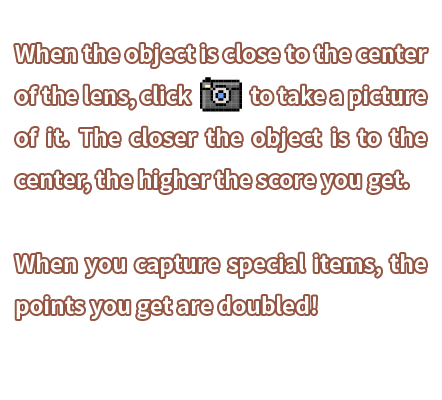 When the object is close to the center
of the lens, click to take a picture
of it. The closer the object is to the
center, the higher the score you get.
When you capture special items, the
points you get are doubled!